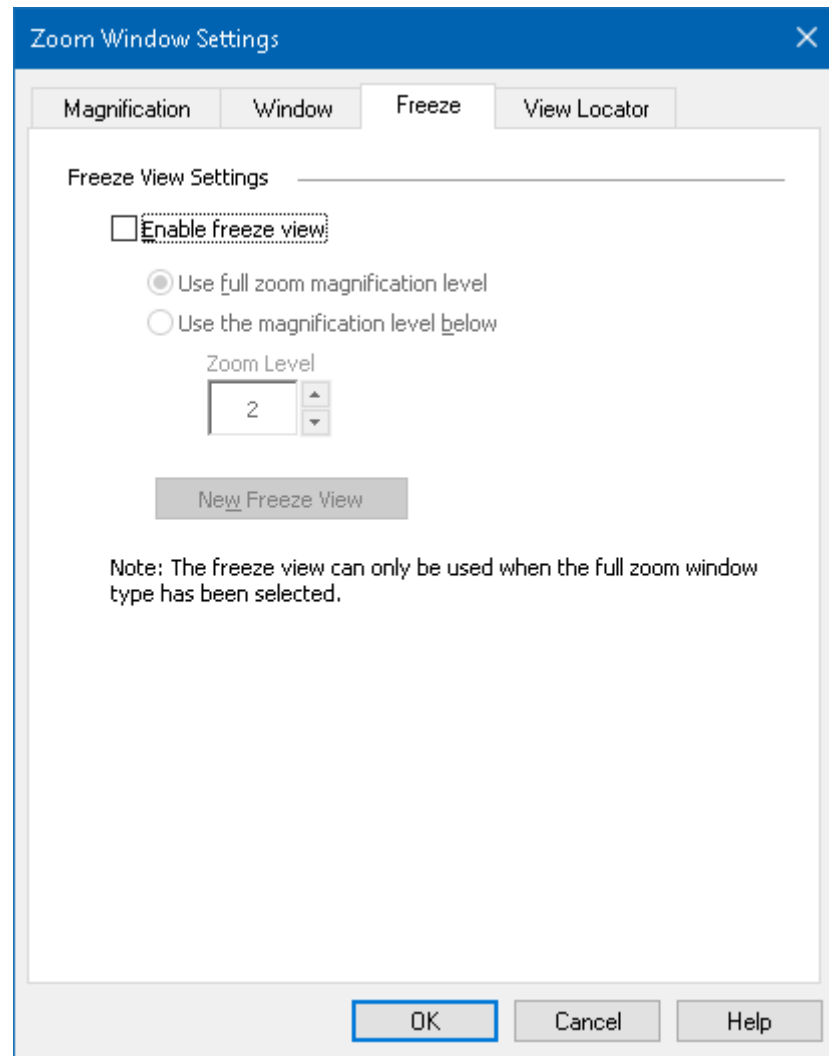 Zoom Window Settings
Magnification Window Freeze View Locator
Freeze View Settings
Enable freeze view
Use full zoom magnification level
Use the magnification level below
Zoom Level
2
New Freeze View
Note: The freeze view can only be used when the full zoom window
type has been selected.
OK Cancel Help